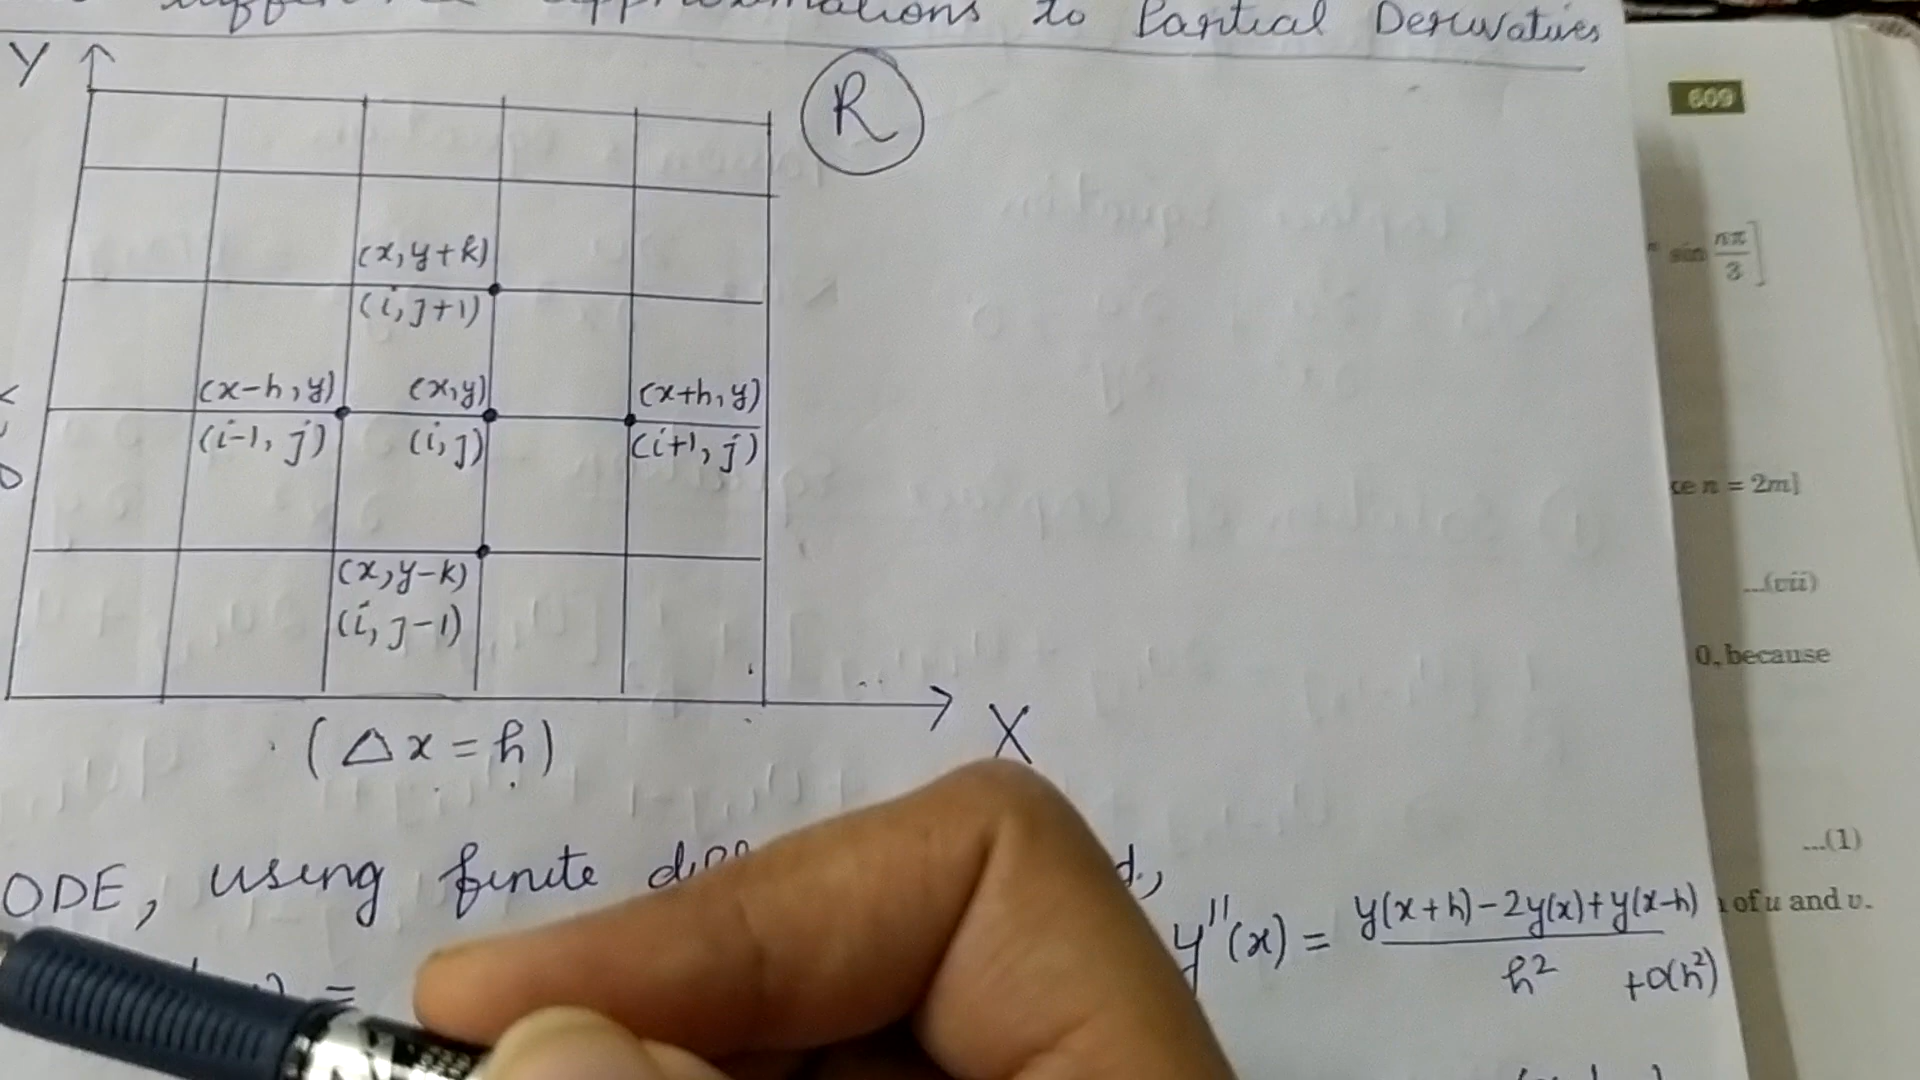 approximations to Partial Derivatives
Y
R
(x, y+k)
(i, j+1)
(x-h, y) (x,y) (x+h, y)
(i-1, j) (i, j) (i+1, j)
(x, y-k)
(i, j-1)
(Δx = h)
X
ODE, using finite
y''(x) = y(x+h) - 2y(x) + y(x-h)
h² + O(h²)
609
sin nπ
3 ]
n = 2m]
...(vii)
0, because
...(1)
of u and v.